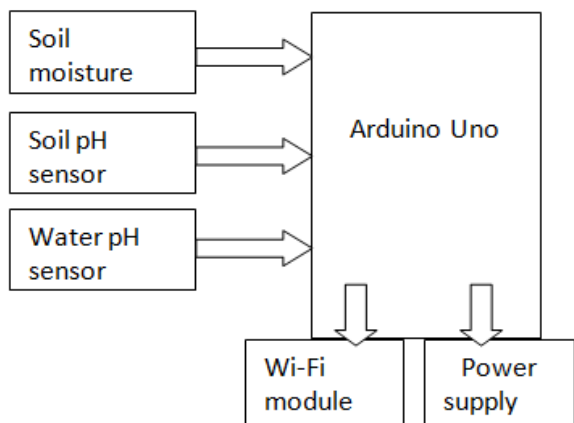 Soil
moisture
Soil pH
sensor
Water pH
sensor
Arduino Uno
Wi-Fi
module
Power
supply